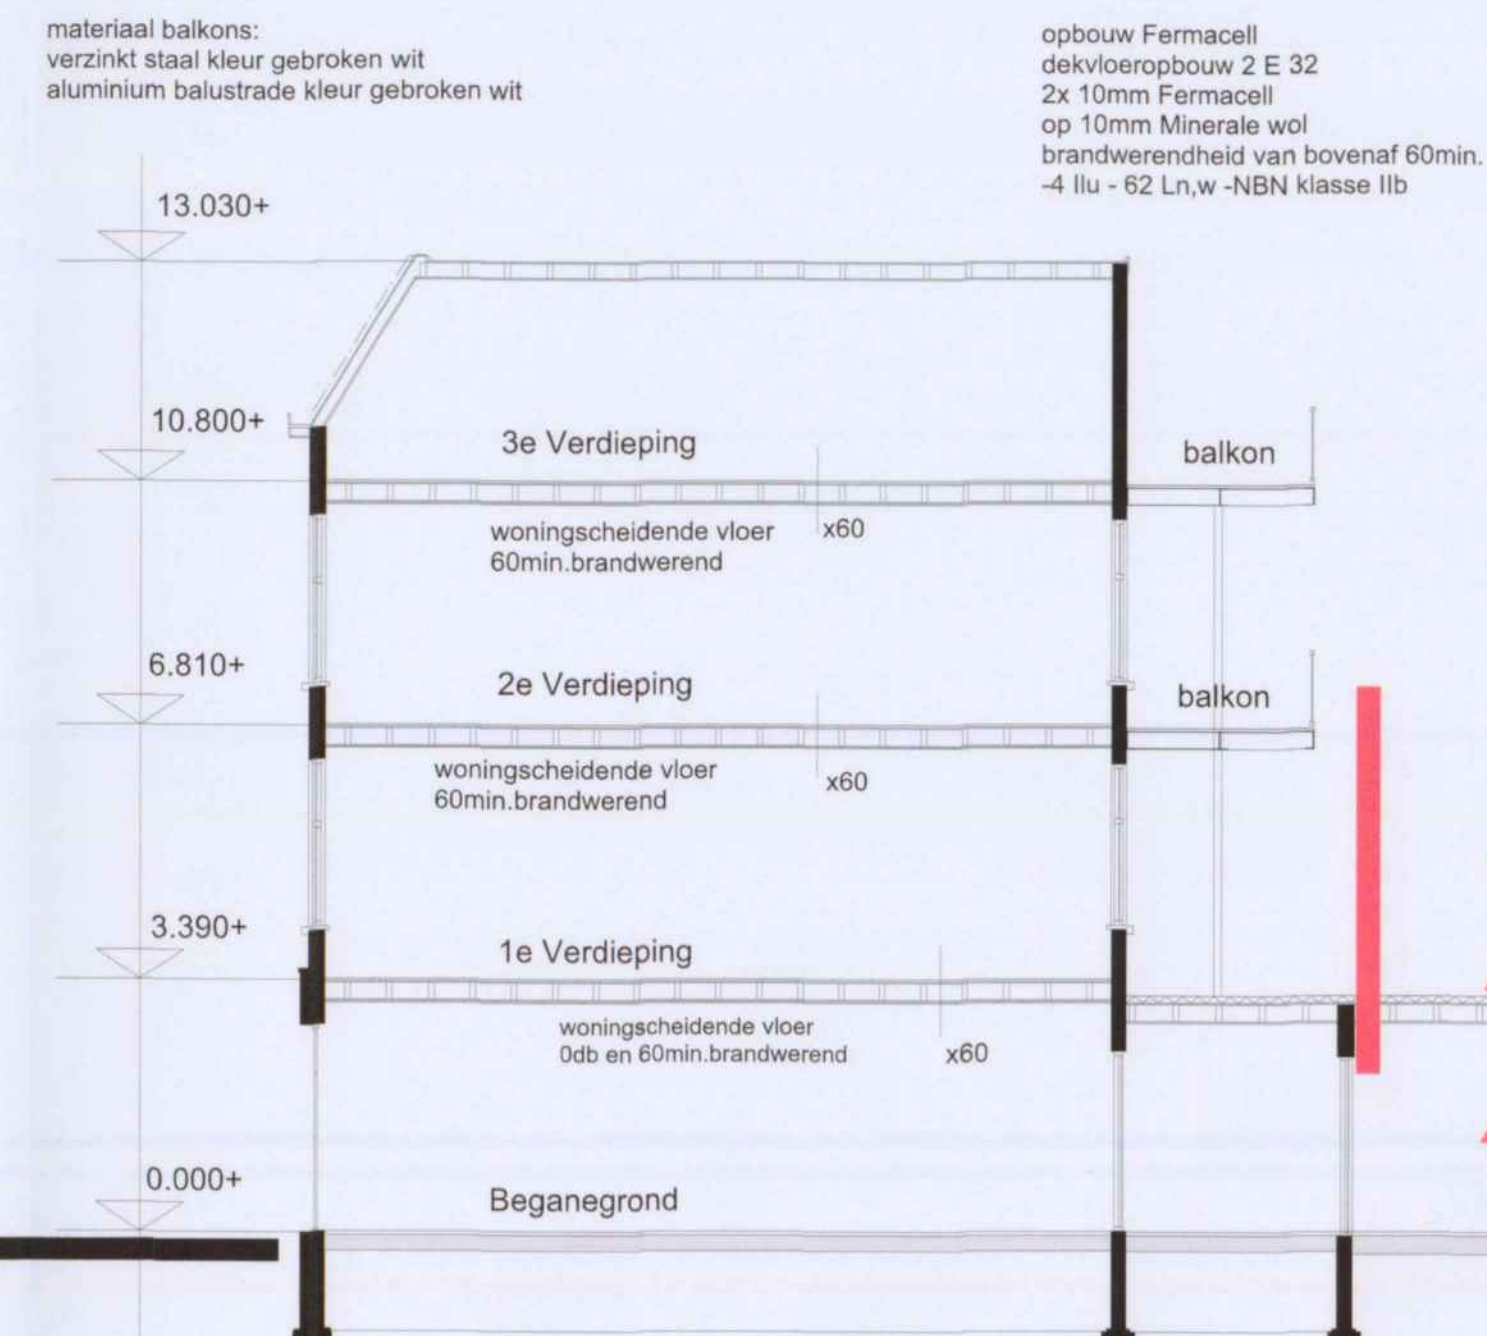 materiaal balkons:
verzinkt staal kleur gebroken wit
aluminium balustrade kleur gebroken wit
opbouw Fermacell
dekvloeropbouw 2 E 32
2x 10mm Fermacell
op 10mm Minerale wol
brandwerendheid van bovenaf 60min.
-4 Ilu - 62 Ln,w -NBN klasse IIb
13.030+
10.800+
3e Verdieping
balkon
woningscheidende vloer
60min.brandwerend
x60
6.810+
2e Verdieping
balkon
woningscheidende vloer
60min.brandwerend
x60
3.390+
1e Verdieping
woningscheidende vloer
0db en 60min.brandwerend
x60
0.000+
Beganegrond